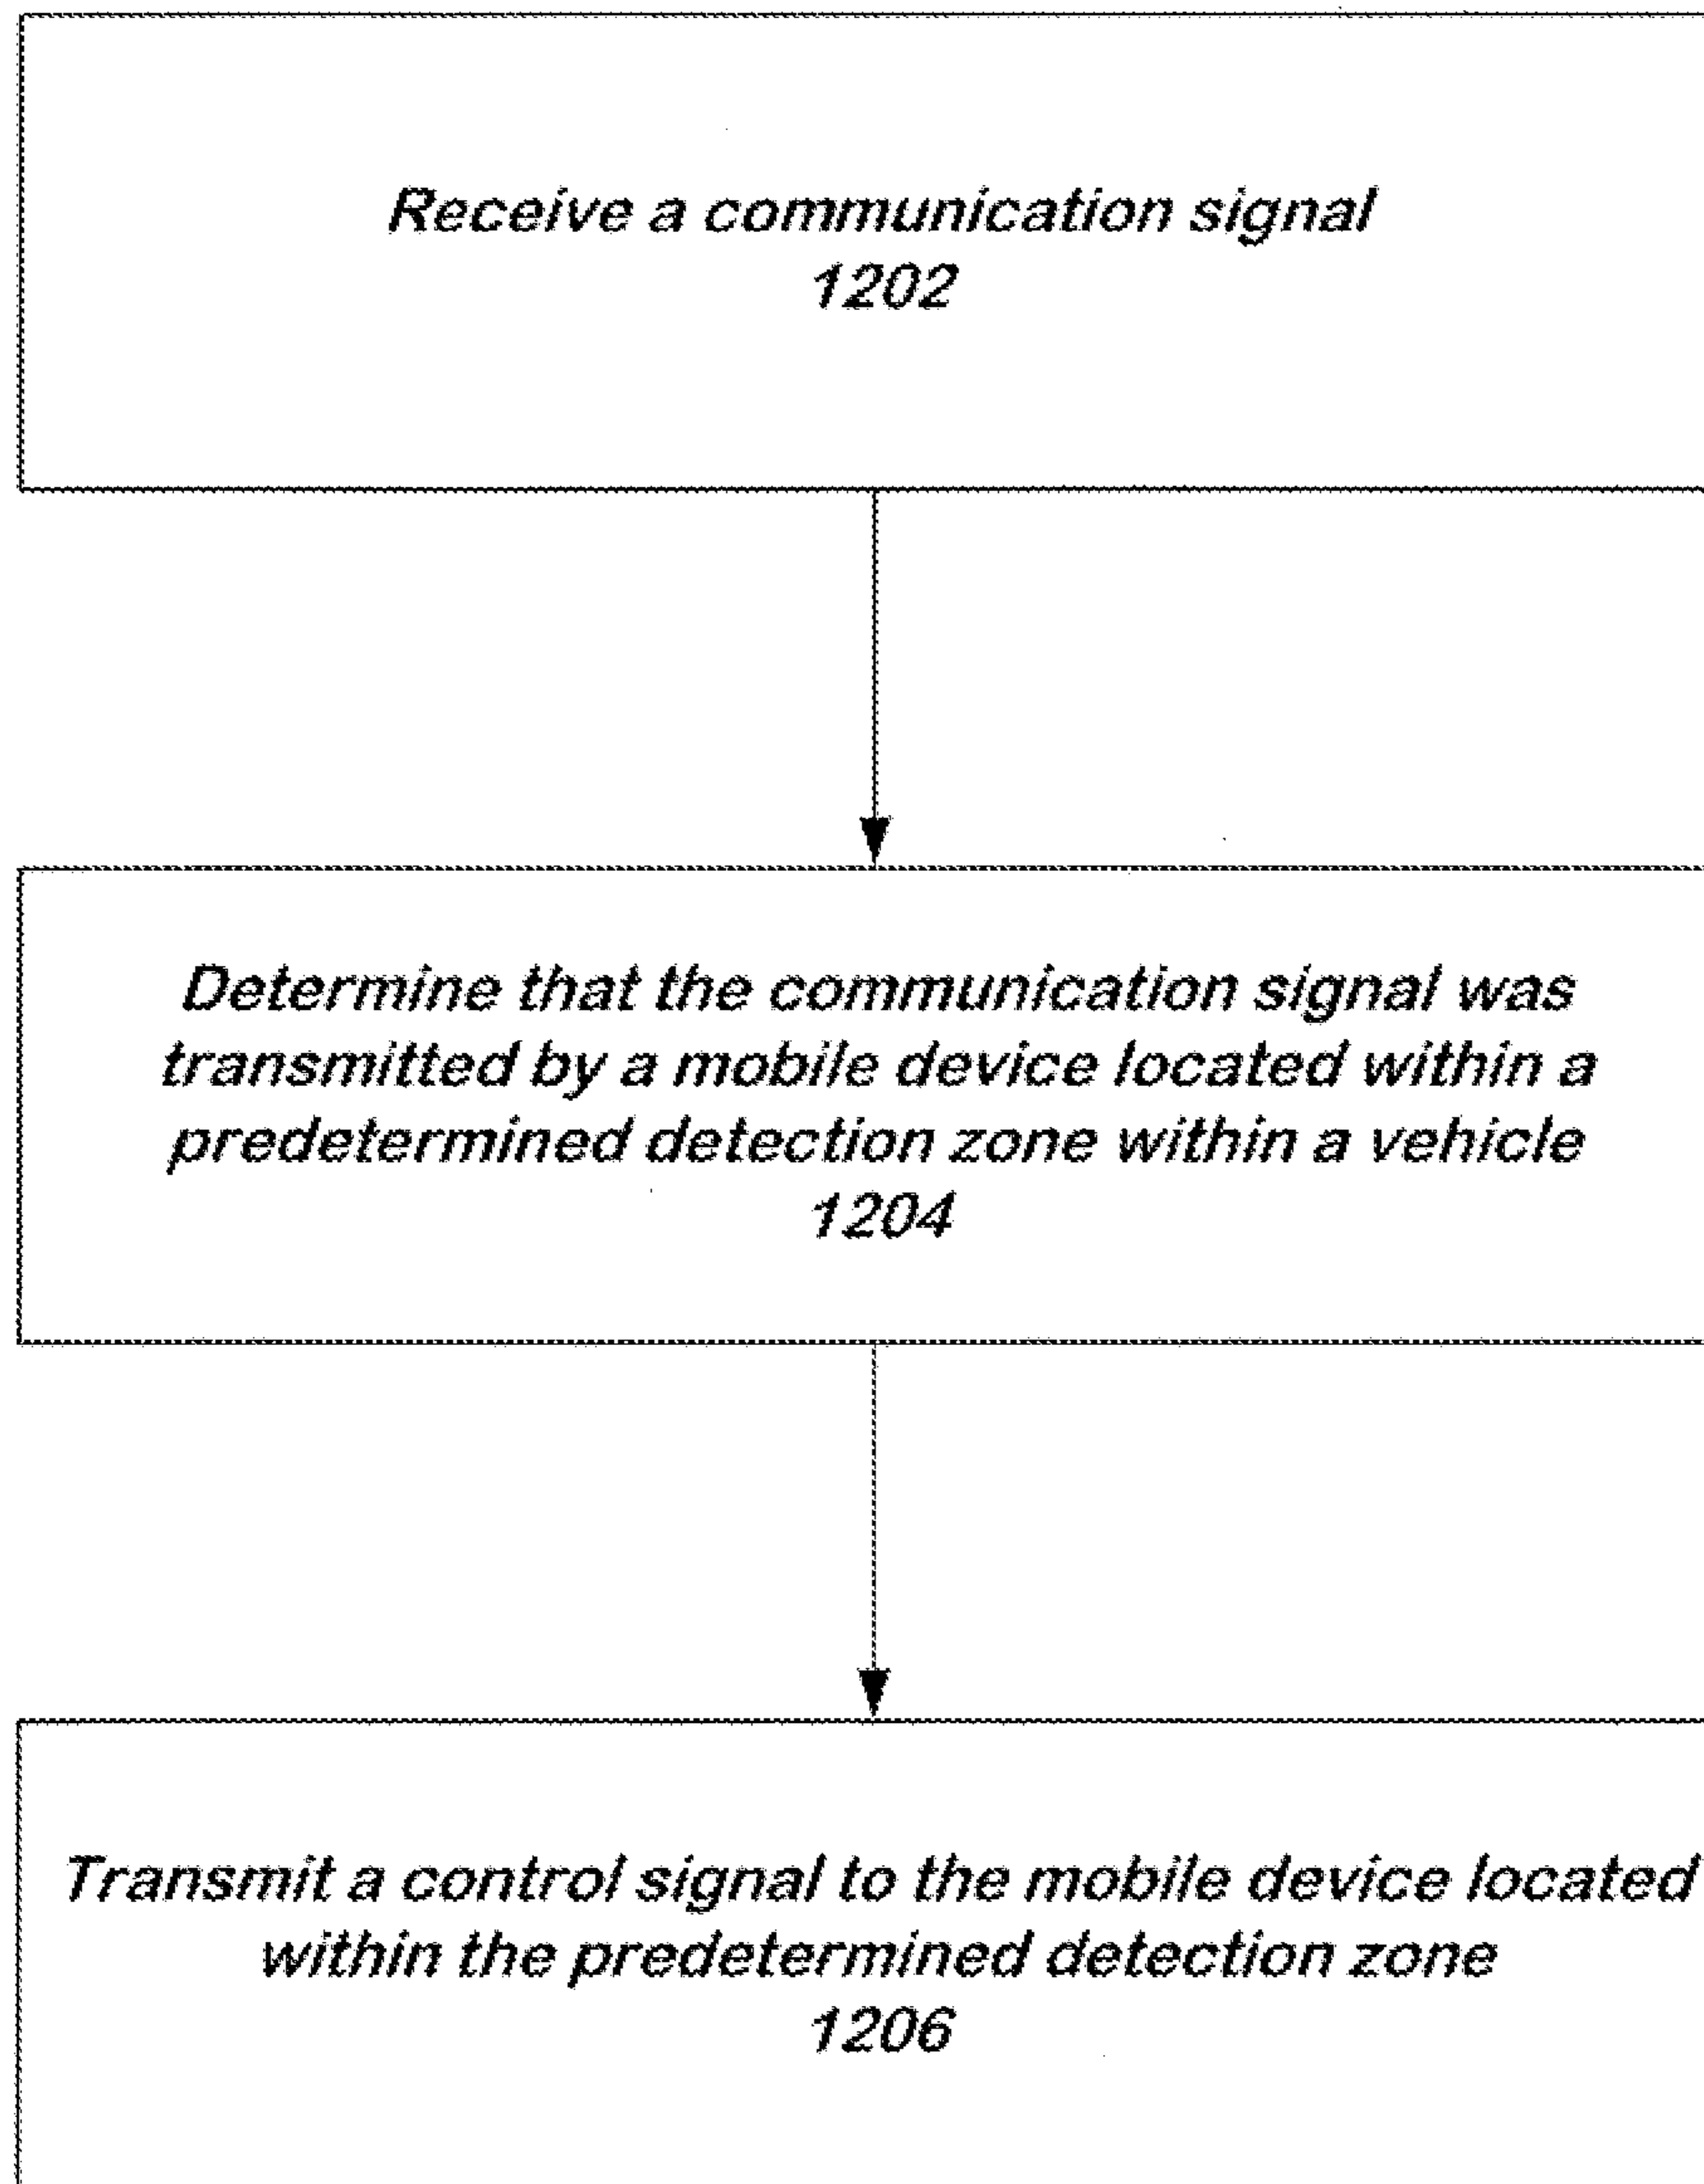 Receive a communication signal
1202
Determine that the communication signal was
transmitted by a mobile device located within a
predetermined detection zone within a vehicle
1204
Transmit a control signal to the mobile device located
within the predetermined detection zone
1206